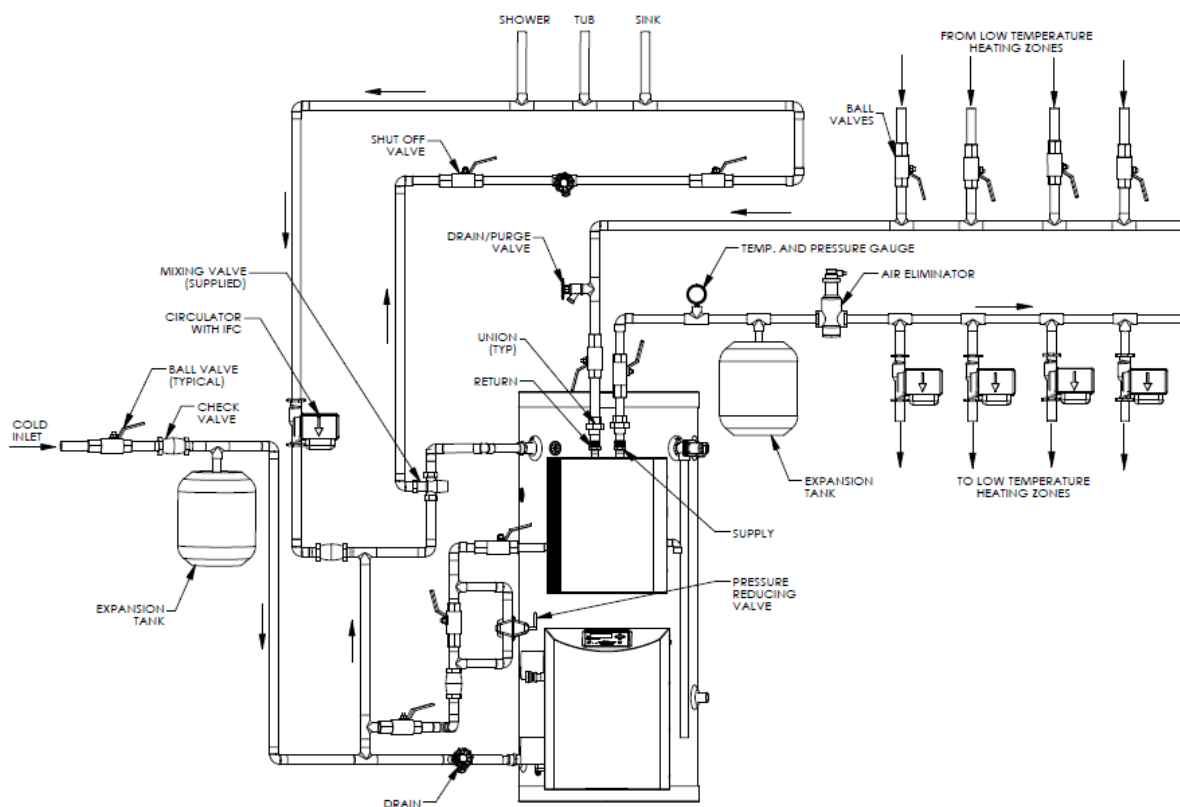 SHOWER
TUB
SINK
FROM LOW TEMPERATURE
HEATING ZONES
BALL
VALVES
SHUT OFF
VALVE
DRAIN/PURGE
VALVE
TEMP. AND PRESSURE GAUGE
AIR ELIMINATOR
MIXING VALVE
(SUPPLIED)
CIRCULATOR
WITH IFC
UNION
(TYP)
RETURN
BALL VALVE
(TYPICAL)
CHECK
VALVE
COLD
INLET
EXPANSION
TANK
TO LOW TEMPERATURE
HEATING ZONES
SUPPLY
PRESSURE
REDUCING
VALVE
EXPANSION
TANK
DRAIN